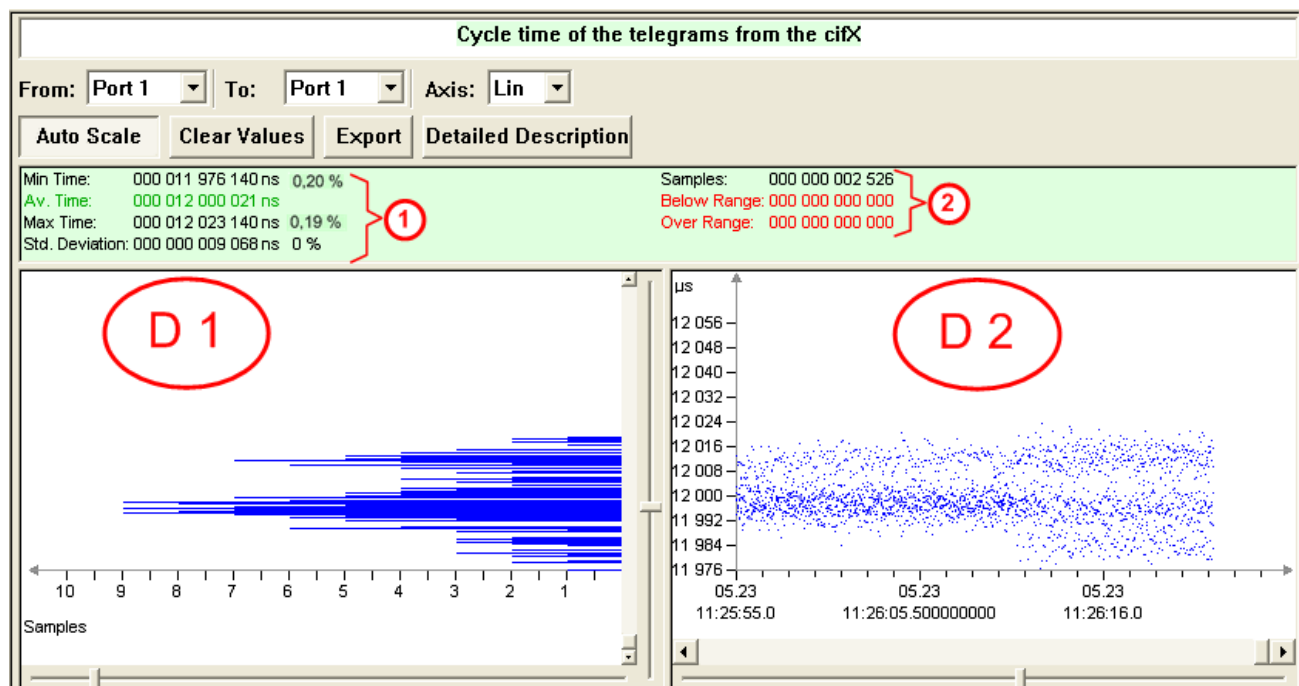 Cycle time of the telegrams from the cifX
From: Port 1 To: Port 1 Axis: Lin
Auto Scale Clear Values Export Detailed Description
Min Time: 000 011 976 140 ns 0,20 %
Av. Time: 000 012 000 021 ns
Max Time: 000 012 023 140 ns 0,19 %
Std. Deviation: 000 000 009 068 ns 0 %
1
Samples: 000 000 002 526
Below Range: 000 000 000 000
Over Range: 000 000 000 000
2
D 1
10 9 8 7 6 5 4 3 2 1
Samples
D 2
µs
12 056
12 048
12 040
12 032
12 024
12 016
12 008
12 000
11 992
11 984
11 976
05.23 05.23 05.23
11:25:55.0 11:26:05.500000000 11:26:16.0